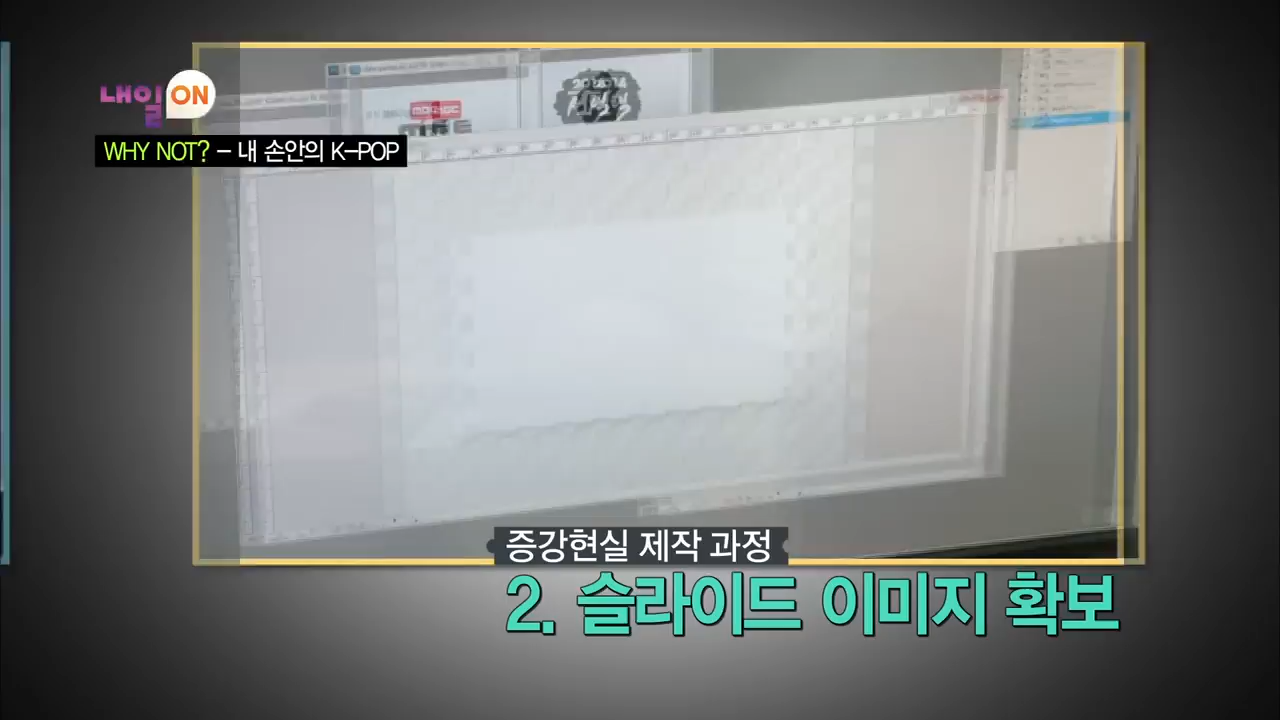 내일 ON
WHY NOT? - 내 손안의 K-POP
증강현실 제작 과정
2. 슬라이드 이미지 확보